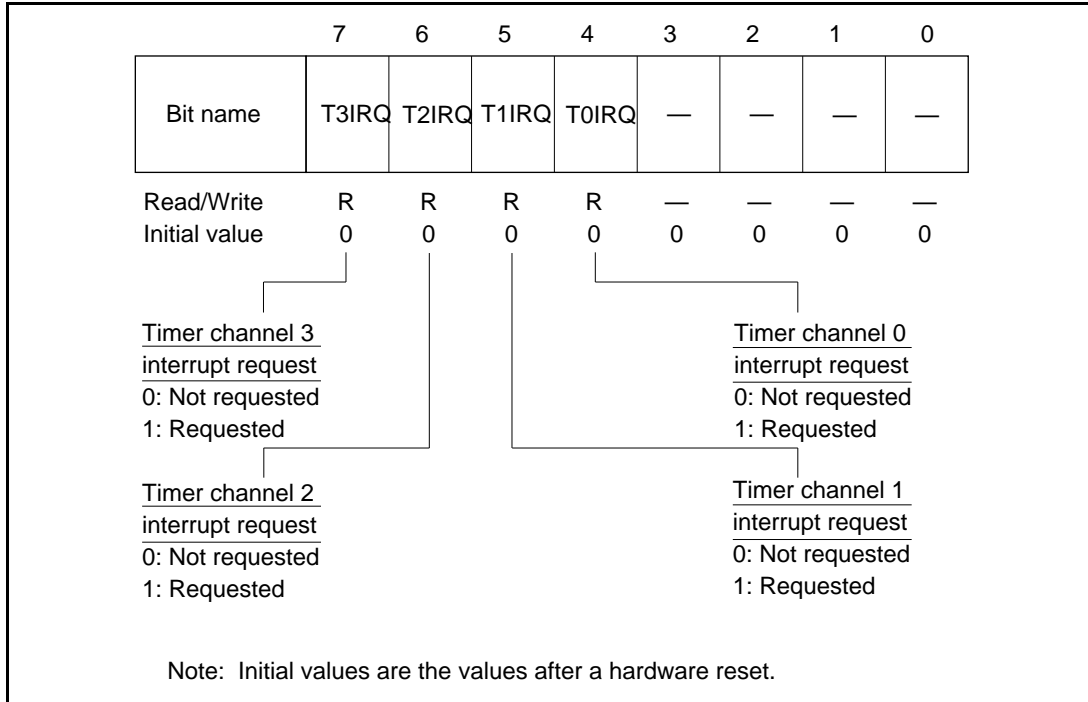 7 6 5 4 3 2 1 0
Bit name T3IRQ T2IRQ T1IRQ T0IRQ — — — —
Read/Write R R R R — — — —
Initial value 0 0 0 0 0 0 0 0
Timer channel 3
interrupt request
0: Not requested
1: Requested
Timer channel 0
interrupt request
0: Not requested
1: Requested
Timer channel 2
interrupt request
0: Not requested
1: Requested
Timer channel 1
interrupt request
0: Not requested
1: Requested
Note: Initial values are the values after a hardware reset.